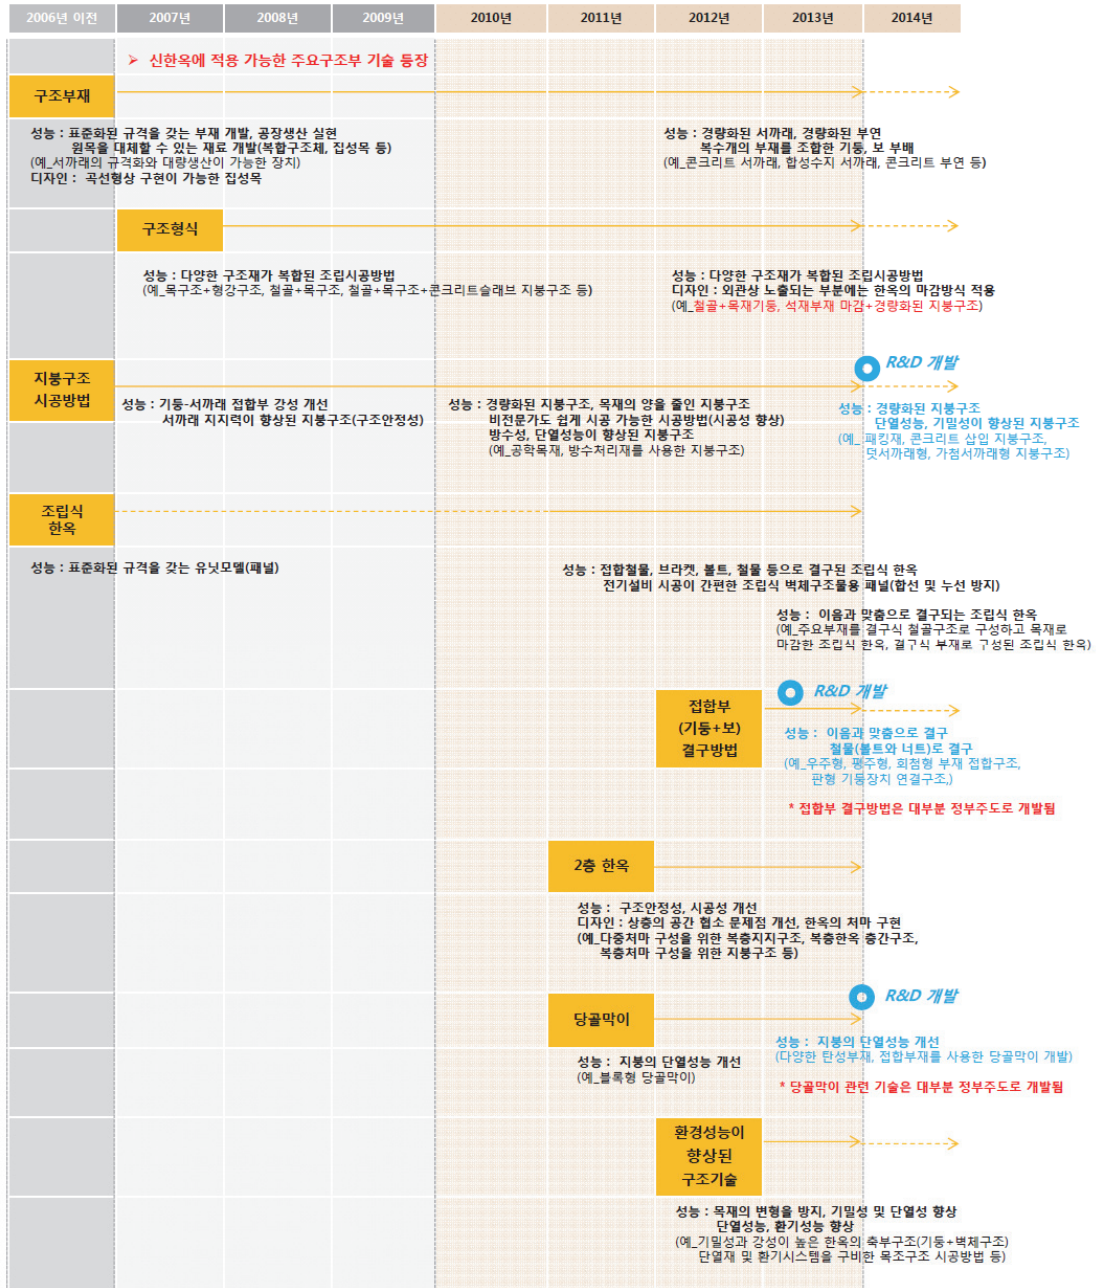 2006년 이전 2007년 2008년 2009년 2010년 2011년 2012년 2013년 2014년
➢ 신한옥에 적용 가능한 주요구조부 기술 등장
구조부재
성능 : 표준화된 규격을 갖는 부재 개발, 공장생산 실현
원목을 대체할 수 있는 재료 개발(복합구조체, 집성목 등)
(예_서까래의 규격화와 대량생산이 가능한 장치)
디자인 : 곡선형상 구현이 가능한 집성목
성능 : 경량화된 서까래, 경량화된 부연
복수개의 부재를 조합한 기둥, 보 부배
(예_콘크리트 서까래, 합성수지 서까래, 콘크리트 부연 등)
구조형식
성능 : 다양한 구조재가 복합된 조립시공방법
(예_목구조+형강구조, 철골+목구조, 철골+목구조+콘크리트슬래브 지붕구조 등)
성능 : 다양한 구조재가 복합된 조립시공방법
디자인 : 외관상 노출되는 부분에는 한옥의 마감방식 적용
(예_철골+목재기둥, 석재부재 마감+경량화된 지붕구조)
지붕구조
시공방법
성능 : 기둥-서까래 접합부 강성 개선
서까래 지지력이 향상된 지붕구조(구조안정성)
성능 : 경량화된 지붕구조, 목재의 양을 줄인 지붕구조
비전문가도 쉽게 시공 가능한 시공방법(시공성 향상)
방수성, 단열성능이 향상된 지붕구조
(예_공학목재, 방수처리재를 사용한 지붕구조)
R&D 개발
성능 : 경량화된 지붕구조
단열성능, 기밀성이 향상된 지붕구조
(예_ 패킹재, 콘크리트 삽입 지붕구조,
덧서까래형, 가첨서까래형 지붕구조)
조립식
한옥
성능 : 표준화된 규격을 갖는 유닛모델(패널)
성능 : 접합철물, 브라켓, 볼트, 철물 등으로 결구된 조립식 한옥
전기설비 시공이 간편한 조립식 벽체구조물용 패널(합선 및 누선 방지)
성능 : 이음과 맞춤으로 결구되는 조립식 한옥
(예_주요부재를 결구식 철골구조로 구성하고 목재로
마감한 조립식 한옥, 결구식 부재로 구성된 조립식 한옥)
접합부
(기둥+보)
결구방법
R&D 개발
성능 : 이음과 맞춤으로 결구
철물(볼트와 너트)로 결구
(예_우주형, 평주형, 회첨형 부재 접합구조,
판형 기둥장치 연결구조,)
* 접합부 결구방법은 대부분 정부주도로 개발됨
2층 한옥
성능 : 구조안정성, 시공성 개선
디자인 : 상층의 공간 협소 문제점 개선, 한옥의 처마 구현
(예_다중처마 구성을 위한 복층지지구조, 복층한옥 층간구조,
복층처마 구성을 위한 지붕구조 등)
당골막이
성능 : 지붕의 단열성능 개선
(예_블록형 당골막이)
R&D 개발
성능 : 지붕의 단열성능 개선
(다양한 탄성부재, 접합부재를 사용한 당골막이 개발)
* 당골막이 관련 기술은 대부분 정부주도로 개발됨
환경성능이
향상된
구조기술
성능 : 목재의 변형을 방지, 기밀성 및 단열성 향상
단열성능, 환기성능 향상
(예_기밀성과 강성이 높은 한옥의 축부구조(기둥+벽체구조)
단열재 및 환기시스템을 구비한 목조구조 시공방법 등)